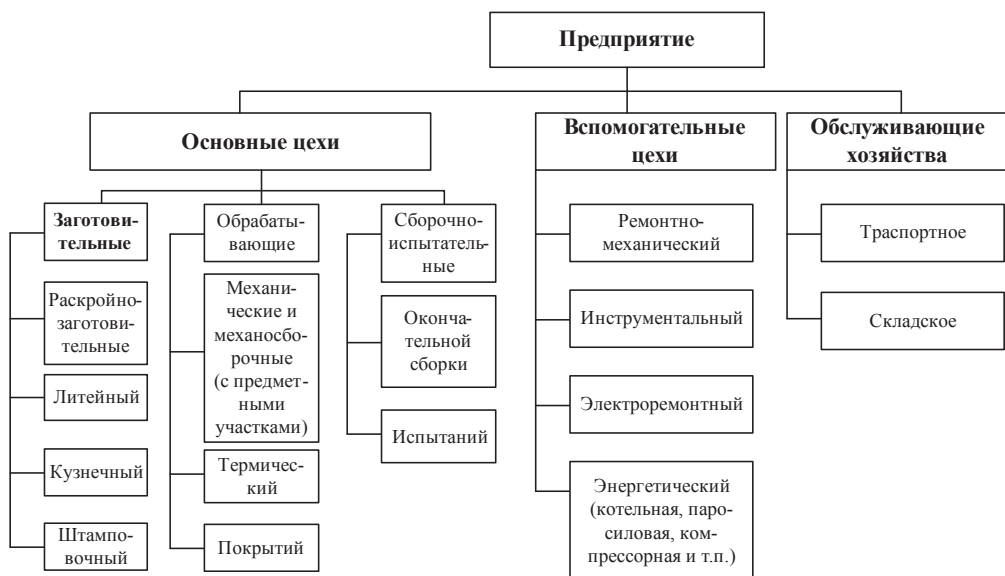 Предприятие
Основные цехи
Вспомогательные
цехи
Обслуживающие
хозяйства
Заготови-
тельные
Раскройно-
заготови-
тельные
Литейный
Кузнечный
Штампо-
вочный
Обрабаты-
вающие
Механи-
ческие и
механосбо-
рочные
(с предмет-
ными
участками)
Термичес-
кий
Покрытий
Сборочно-
испытатель-
ные
Оконча-
тельной
сборки
Испытаний
Ремонтно-
механический
Инструментальный
Электроремонтный
Энергетический
(котельная, паро-
силовая, ком-
прессорная и т.п.)
Траспортное
Складское